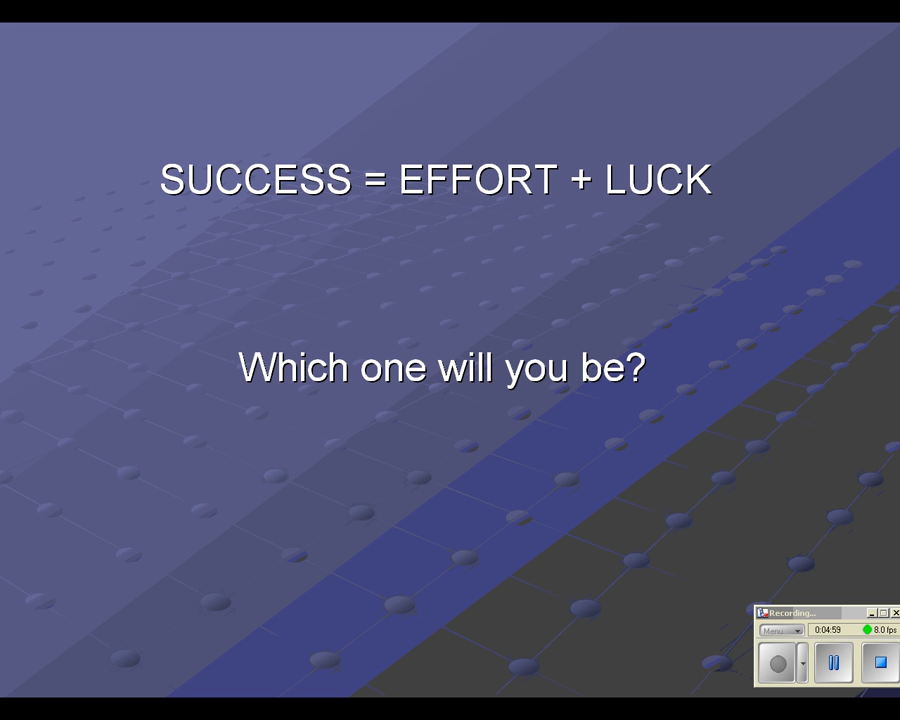 SUCCESS = EFFORT + LUCK
Which one will you be?
Recording...
Menu
0:04:59
8.0 fps